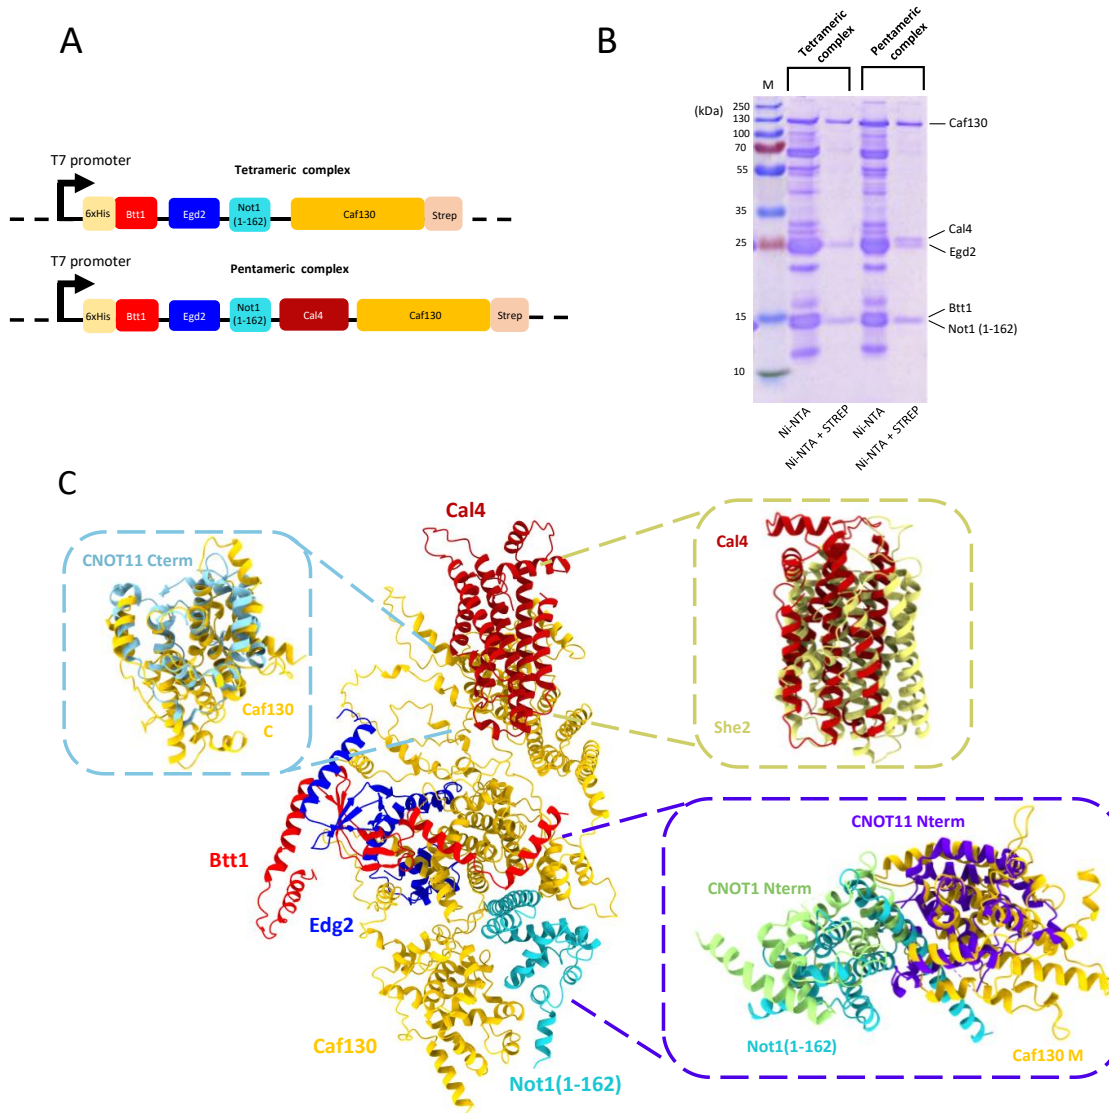 A
T7 promoter
Tetrameric complex
6xHis
Btt1
Egd2
Not1
(1-162)
Caf130
Strep
T7 promoter
Pentameric complex
6xHis
Btt1
Egd2
Not1
(1-162)
Cal4
Caf130
Strep
B
Tetrameric
complex
Pentameric
complex
M
(kDa)
250
130
100
70
55
35
25
15
10
Caf130
Cal4
Egd2
Btt1
Not1 (1-162)
Ni-NTA
Ni-NTA + STREP
Ni-NTA
Ni-NTA + STREP
C
CNOT11 Cterm
Caf130
C
Cal4
Btt1
Edg2
Caf130
Not1(1-162)
Cal4
She2
CNOT11 Nterm
CNOT1 Nterm
Not1(1-162)
Caf130 M